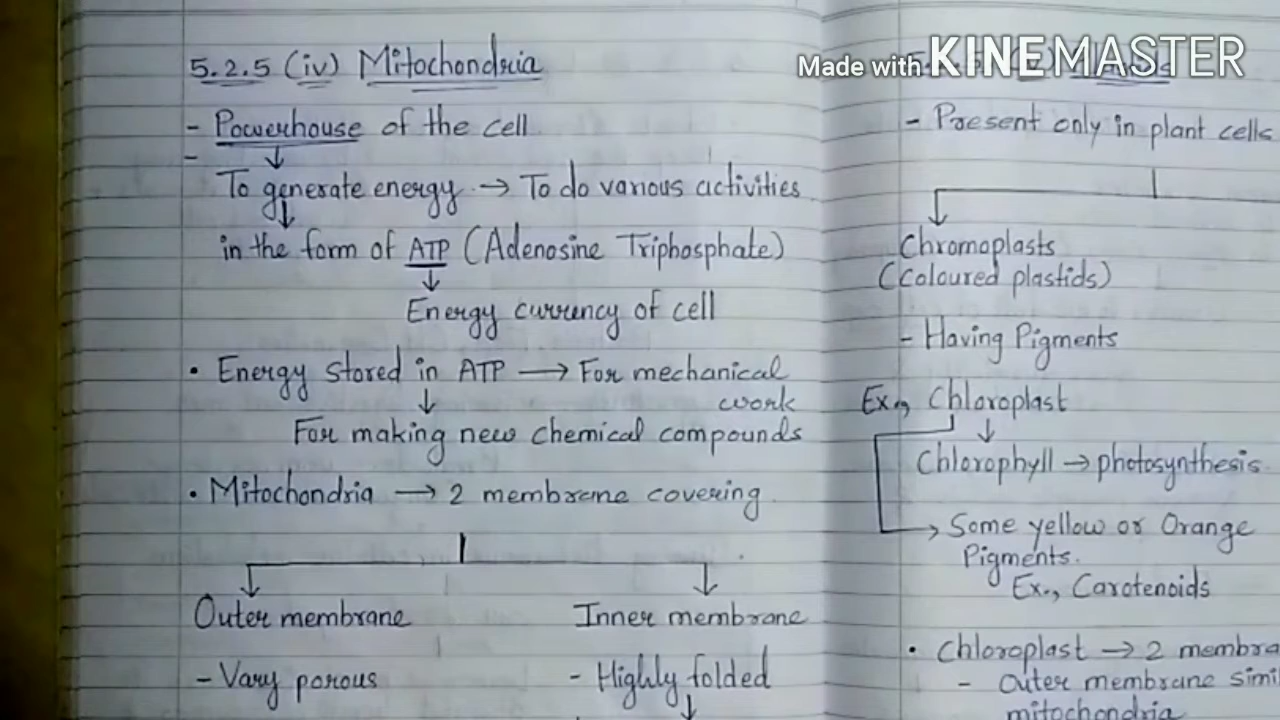 5.2.5 (iv) Mitochondria
- Powerhouse of the cell
-
To generate energy → To do various activities
in the form of ATP (Adenosine Triphosphate)
Energy currency of cell
• Energy stored in ATP → For mechanical
work
For making new chemical compounds
• Mitochondria → 2 membrane covering
Outer membrane
Inner membrane
- Vary porous
- Highly folded
Made with KINEMASTER
- Present only in plant cells
Chromoplasts
(Coloured plastids)
- Having Pigments
Ex., Chloroplast
Chlorophyll → photosynthesis
Some yellow or Orange
Pigments.
Ex., Carotenoids
• Chloroplast → 2 membra
- Outer membrane simi
mitochondria